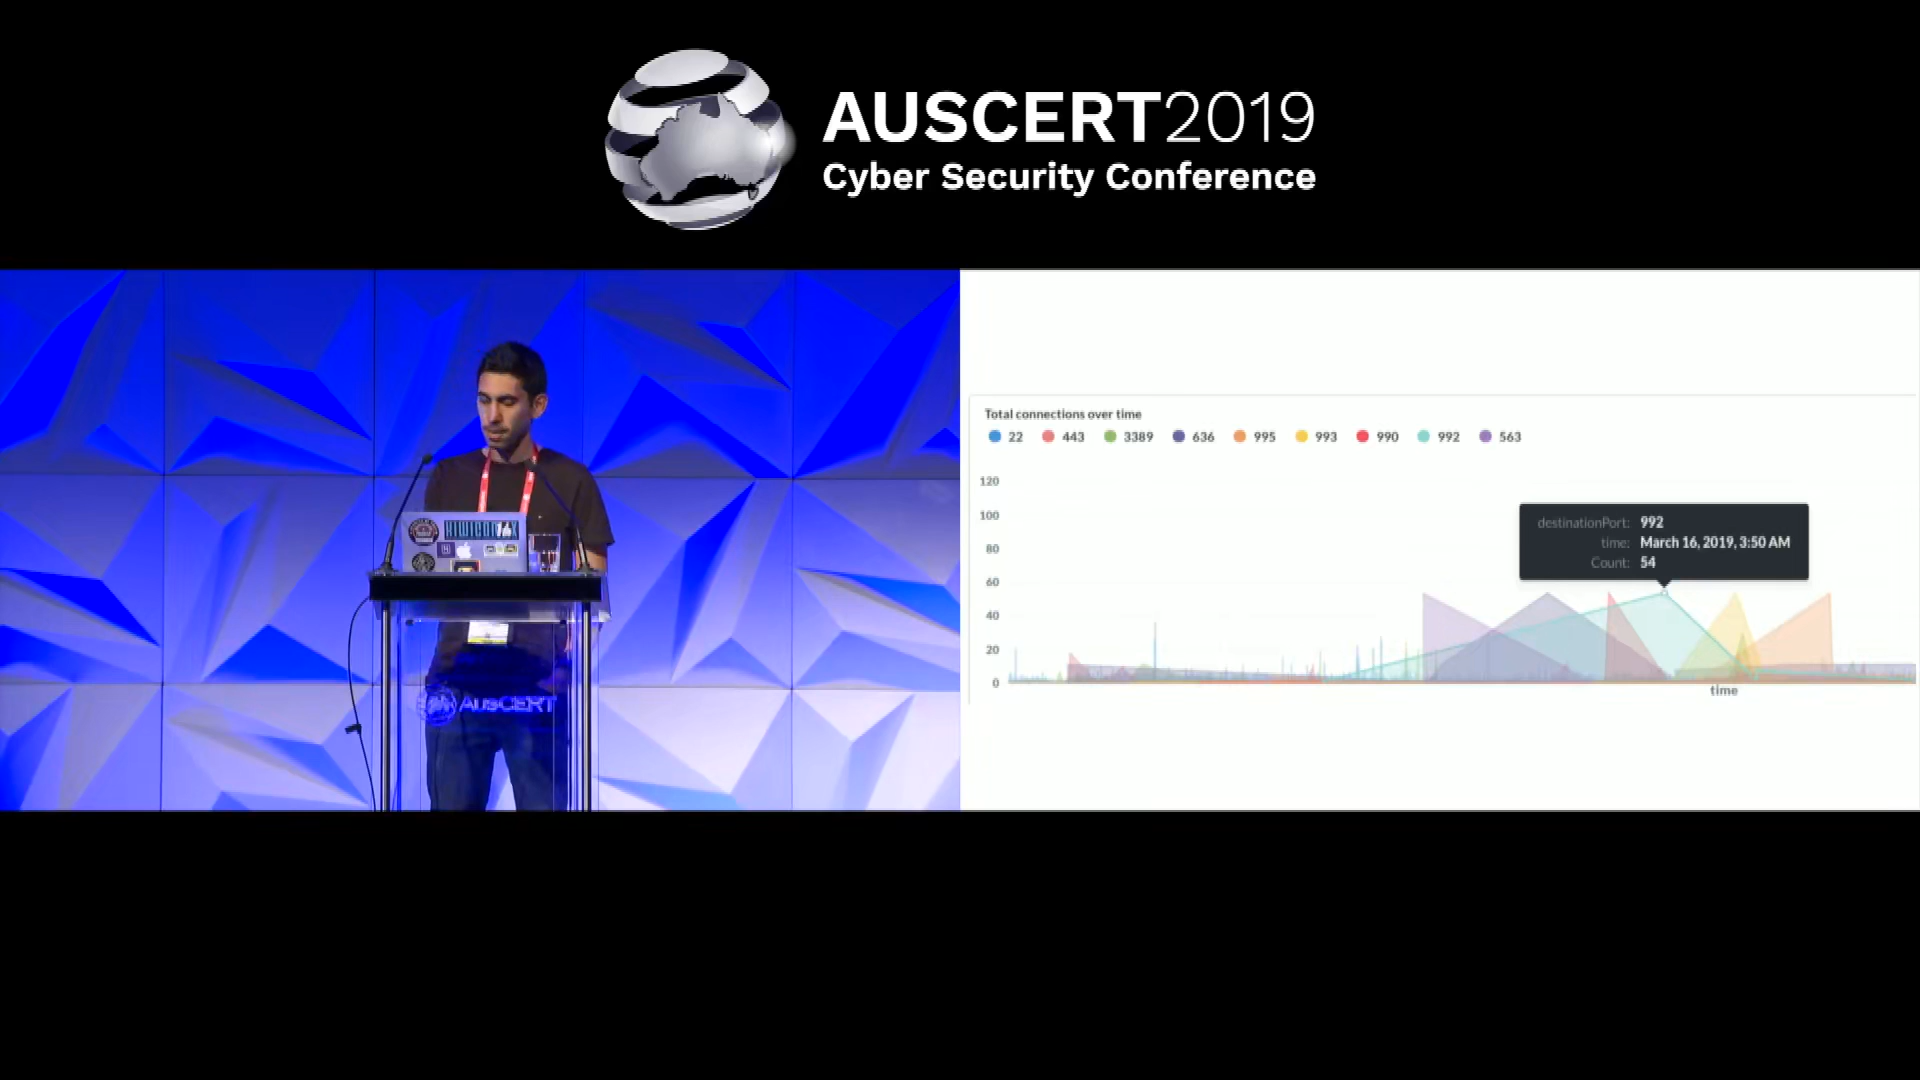 AUSCERT2019
Cyber Security Conference
Total connections over time
22 443 3389 636 995 993 990 992 563
120
100
80
60
40
20
0
destinationPort: 992
time: March 16, 2019, 3:50 AM
Count: 54
time
AUSCERT